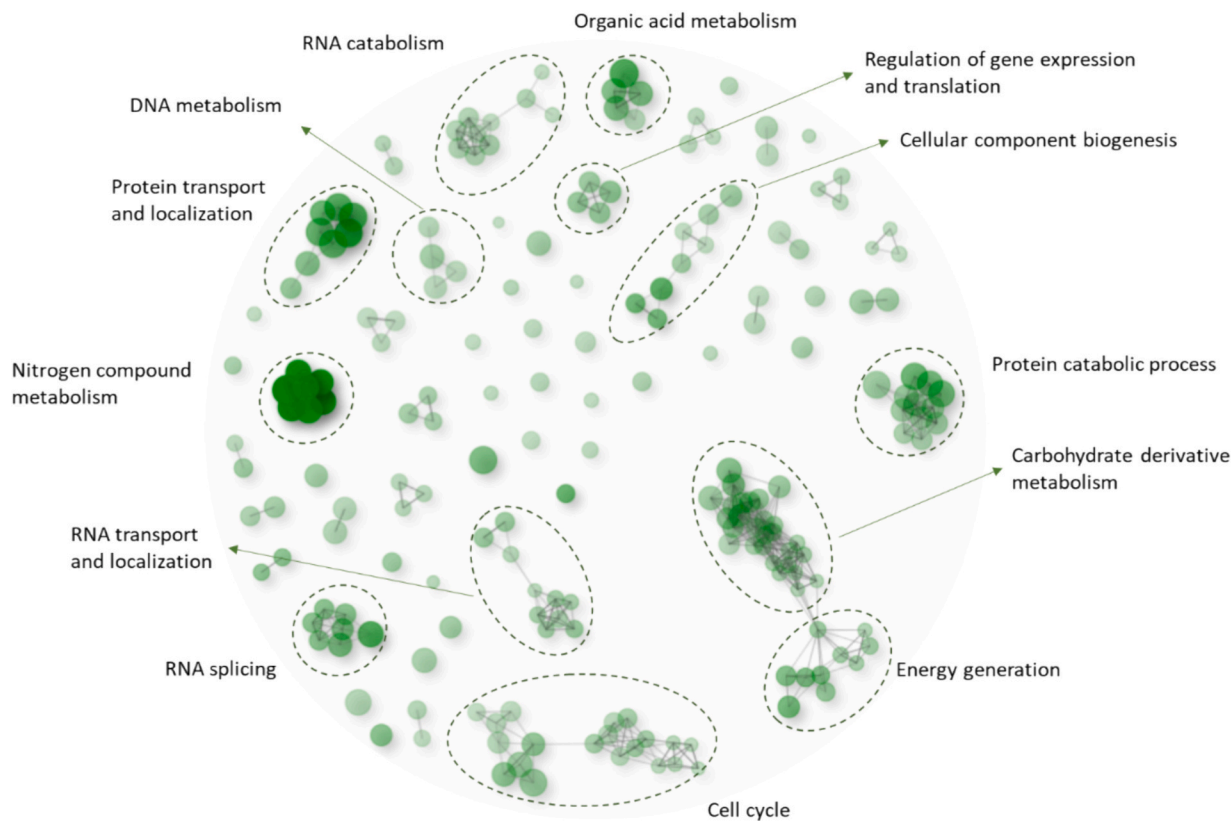 Organic acid metabolism
RNA catabolism
Regulation of gene expression
and translation
DNA metabolism
Cellular component biogenesis
Protein transport
and localization
Nitrogen compound
metabolism
Protein catabolic process
Carbohydrate derivative
metabolism
RNA transport
and localization
RNA splicing
Energy generation
Cell cycle